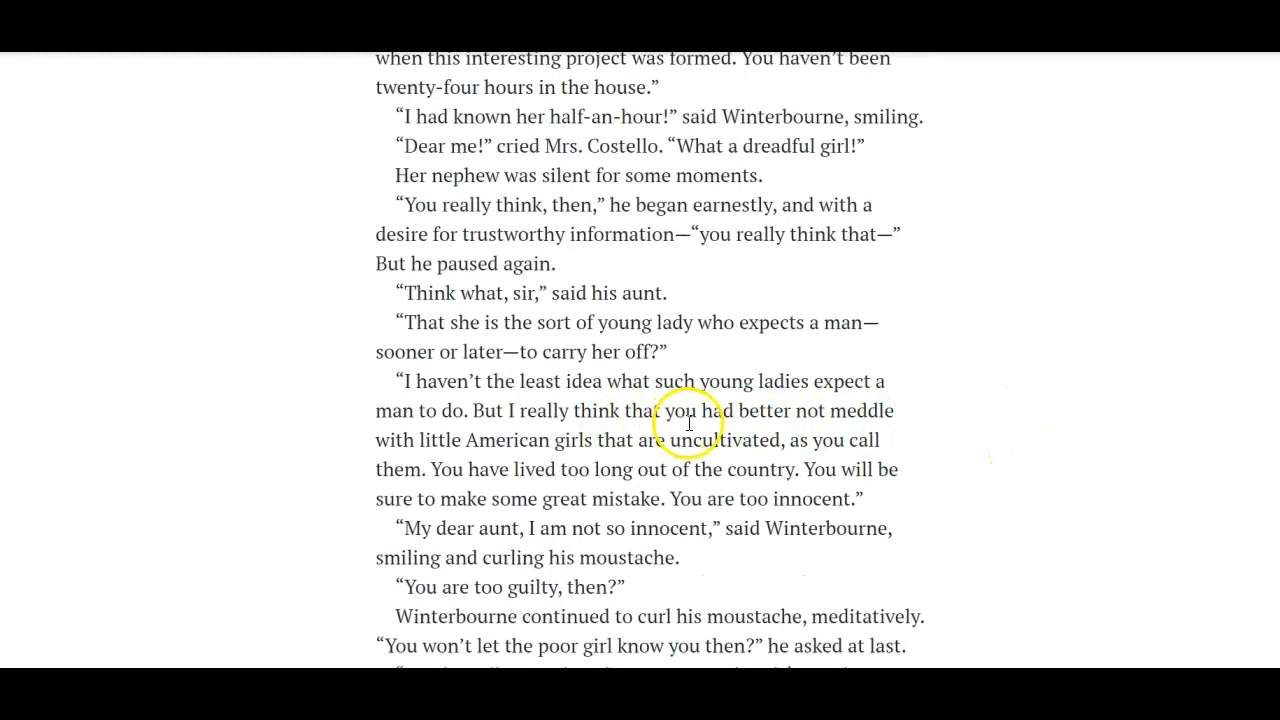 when this interesting project was formed. You haven’t been
twenty-four hours in the house.”
“I had known her half-an-hour!” said Winterbourne, smiling.
“Dear me!” cried Mrs. Costello. “What a dreadful girl!”
Her nephew was silent for some moments.
“You really think, then,” he began earnestly, and with a
desire for trustworthy information—“you really think that—”
But he paused again.
“Think what, sir,” said his aunt.
“That she is the sort of young lady who expects a man—
sooner or later—to carry her off?”
“I haven’t the least idea what such young ladies expect a
man to do. But I really think that you had better not meddle
with little American girls that are uncultivated, as you call
them. You have lived too long out of the country. You will be
sure to make some great mistake. You are too innocent.”
“My dear aunt, I am not so innocent,” said Winterbourne,
smiling and curling his moustache.
“You are too guilty, then?”
Winterbourne continued to curl his moustache, meditatively.
“You won’t let the poor girl know you then?” he asked at last.